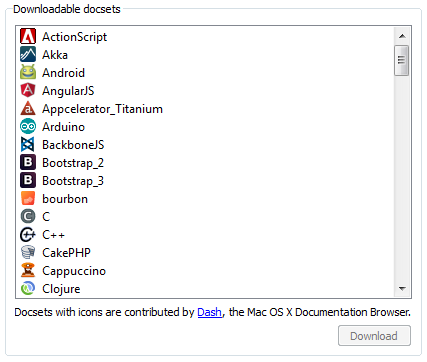 Downloadable docsets
ActionScript
Akka
Android
AngularJS
Appcelerator_Titanium
Arduino
BackboneJS
Bootstrap_2
Bootstrap_3
bourbon
C
C++
CakePHP
Cappuccino
Clojure
Docsets with icons are contributed by Dash, the Mac OS X Documentation Browser.
Download